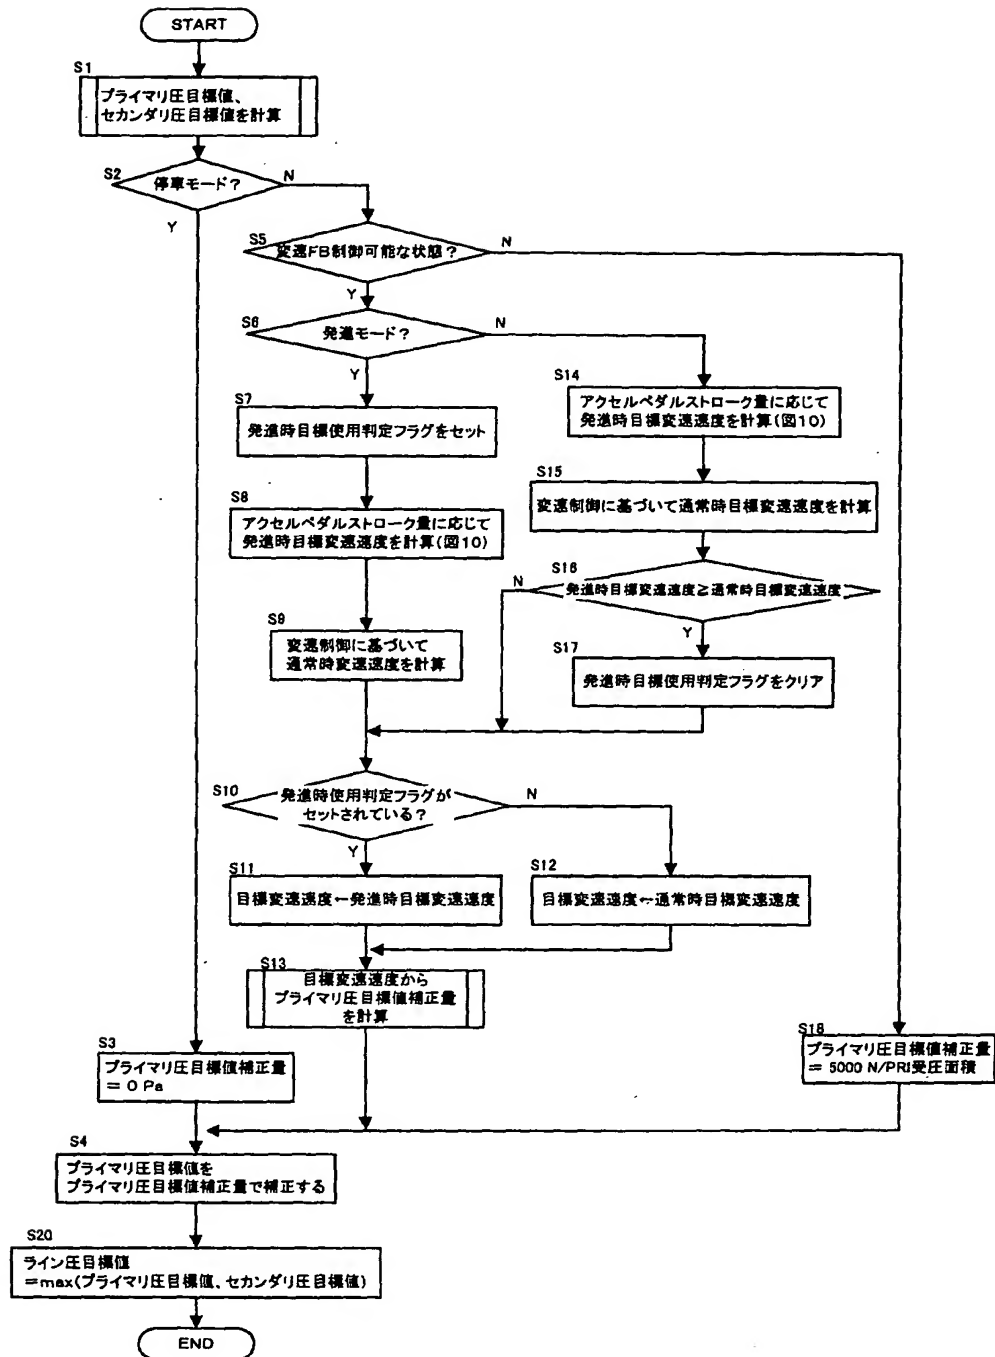 START
S1
プライマリ圧目標値、
セカンダリ圧目標値を計算
S2
停車モード?
N
Y
S5
変速FB制御可能な状態?
N
Y
S6
発進モード?
N
Y
S7
発進時目標使用判定フラグをセット
S14
アクセルペダルストローク量に応じて
発進時目標変速速度を計算(図10)
S8
アクセルペダルストローク量に応じて
発進時目標変速速度を計算(図10)
S15
変速制御に基づいて通常時目標変速速度を計算
S16
N
発進時目標変速速度≧通常時目標変速速度
Y
S9
変速制御に基づいて
通常時変速速度を計算
S17
発進時目標使用判定フラグをクリア
S10
発進時使用判定フラグが
セットされている?
N
Y
S11
目標変速速度←発進時目標変速速度
S12
目標変速速度←通常時目標変速速度
S13
目標変速速度から
プライマリ圧目標値補正量
を計算
S3
プライマリ圧目標値補正量
= 0 Pa
S18
プライマリ圧目標値補正量
= 5000 N/PRI受圧面積
S4
プライマリ圧目標値を
プライマリ圧目標値補正量で補正する
S20
ライン圧目標値
=max(プライマリ圧目標値、セカンダリ圧目標値)
END